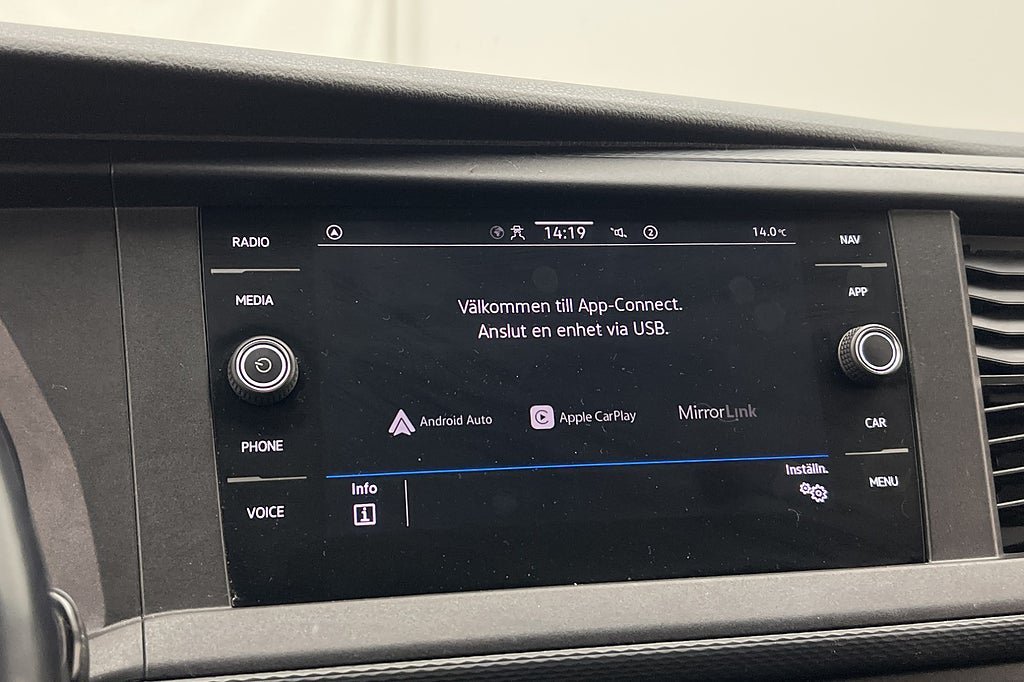 RADIO
MEDIA
PHONE
VOICE
14:19
2
14.0°C
Välkommen till App-Connect.
Anslut en enhet via USB.
Android Auto
Apple CarPlay
MirrorLink
Info
i
Inställn.
NAV
APP
CAR
MENU